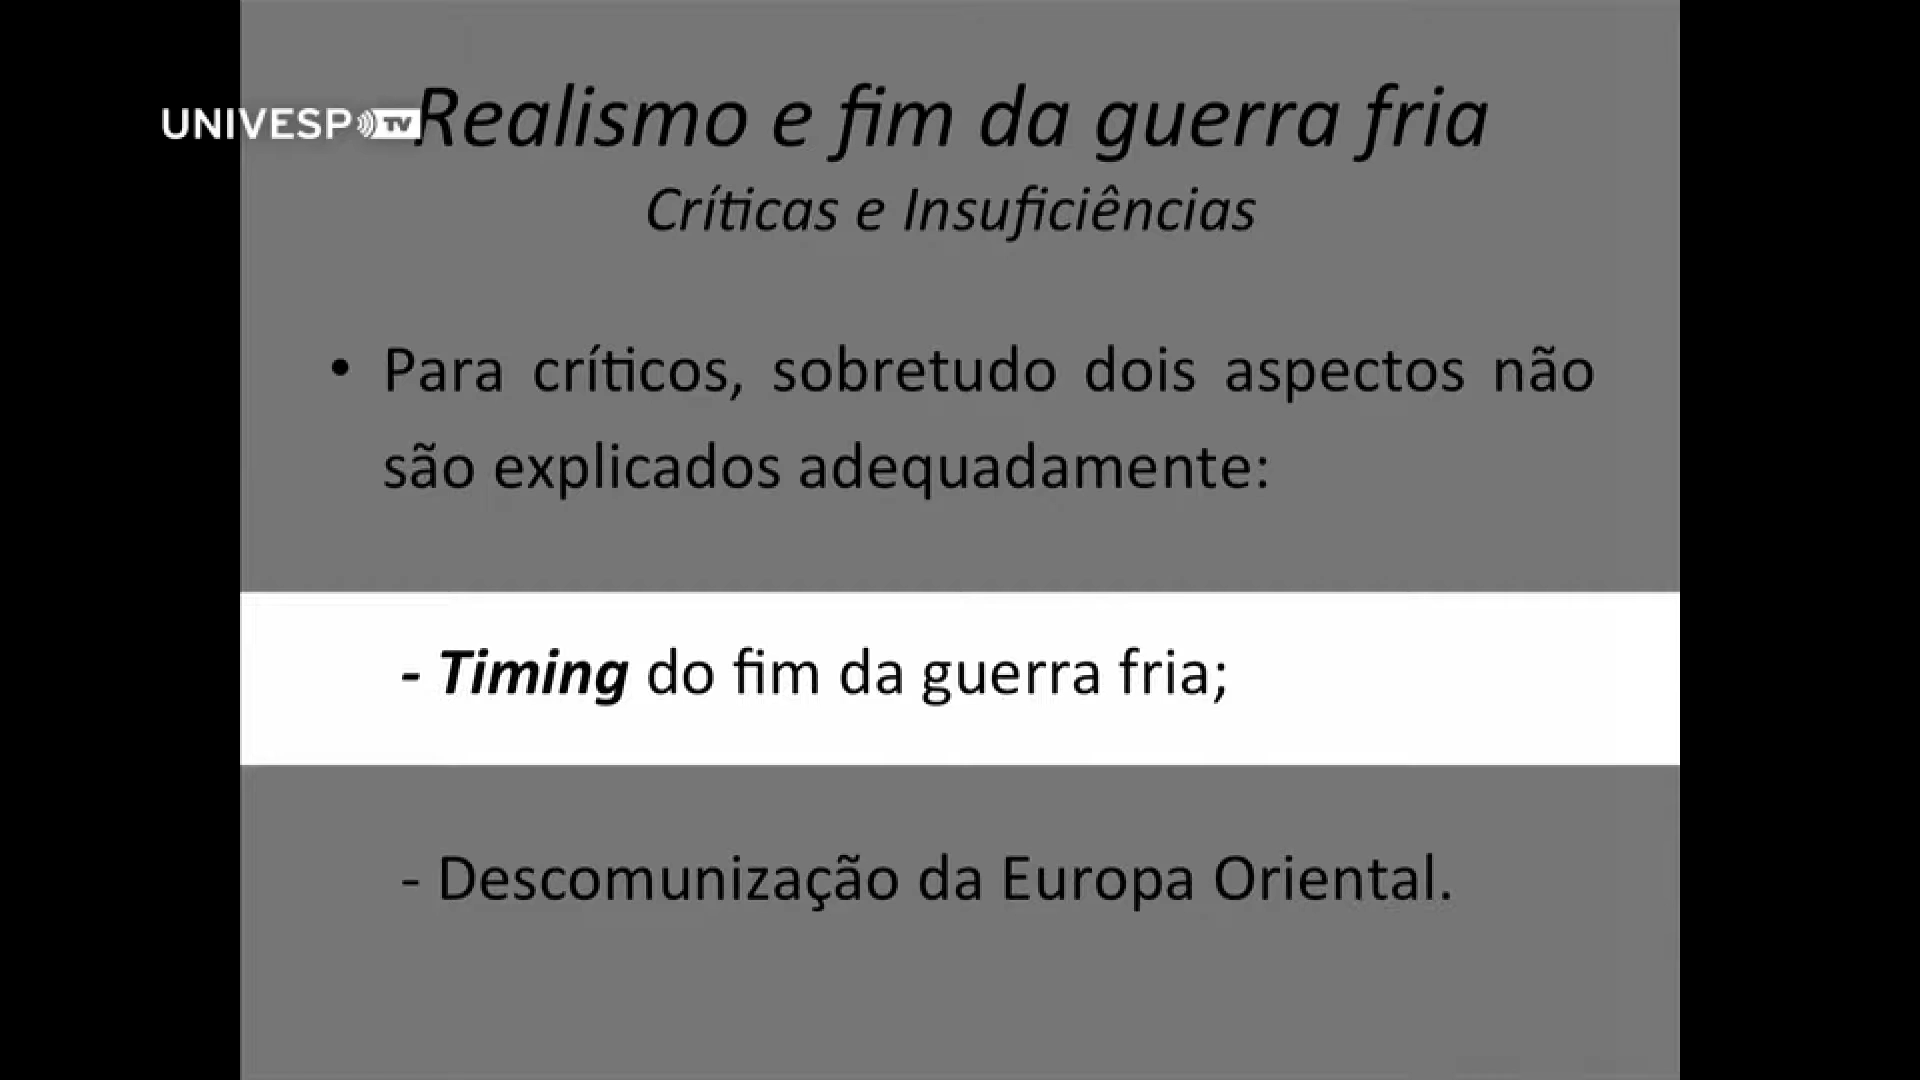 UNIVESP TV
Realismo e fim da guerra fria
Críticas e Insuficiências
• Para críticos, sobretudo dois aspectos não
são explicados adequadamente:
- Timing do fim da guerra fria;
- Descomunização da Europa Oriental.